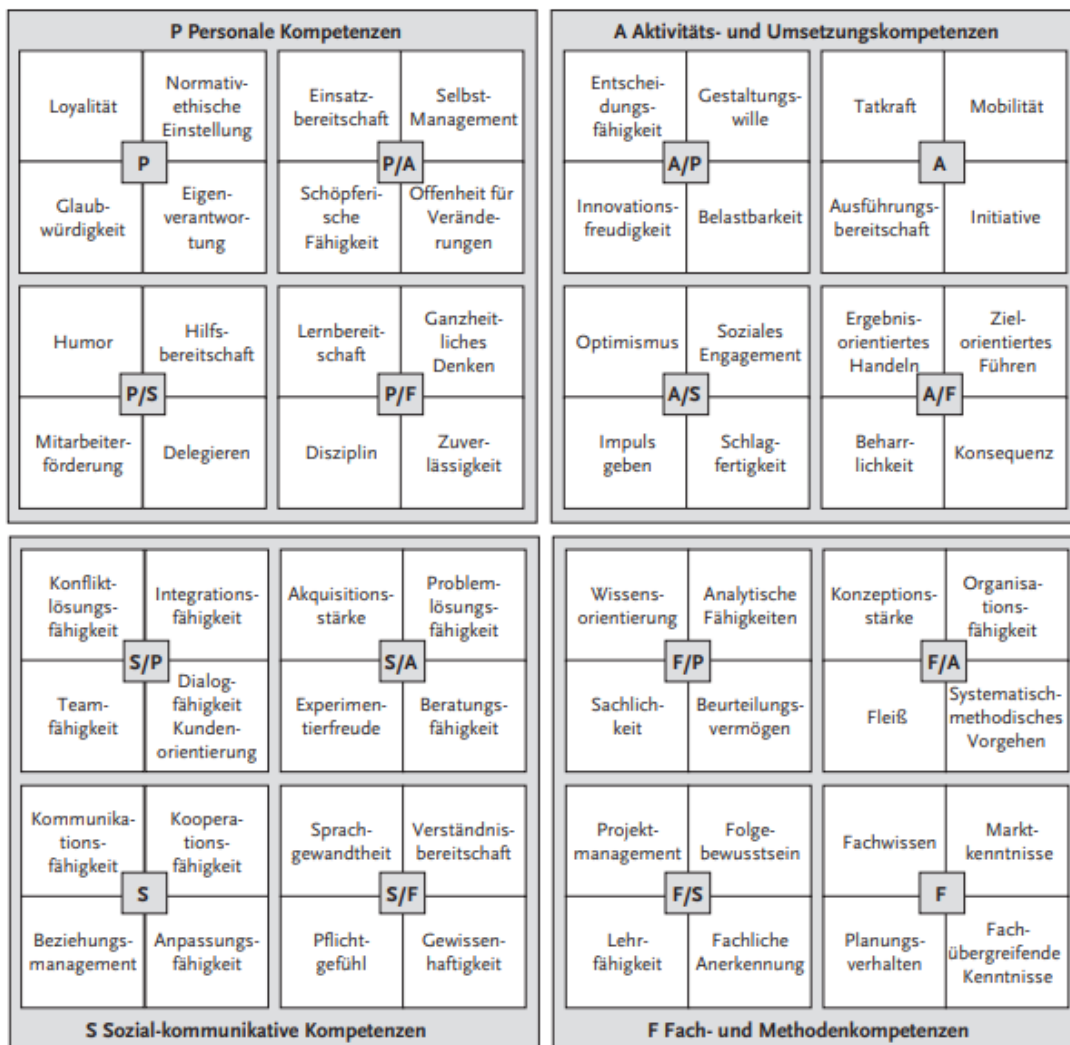 P Personale Kompetenzen
Loyalität
Normativ-
ethische
Einstellung
P
Glaub-
würdigkeit
Eigen-
verantwor-
tung
Einsatz-
bereitschaft
Selbst-
Management
P/A
Schöpferi-
sche
Fähigkeit
Offenheit für
Verände-
rungen
Humor
Hilfs-
bereitschaft
P/S
Mitarbeiter-
förderung
Delegieren
Lernbereit-
schaft
Ganzheit-
liches
Denken
P/F
Disziplin
Zuver-
lässigkeit
A Aktivitäts- und Umsetzungskompetenzen
Entschei-
dungs-
fähigkeit
Gestaltungs-
wille
A/P
Innovations-
freudigkeit
Belastbarkeit
Tatkraft
Mobilität
A
Ausführungs-
bereitschaft
Initiative
Optimismus
Soziales
Engagement
A/S
Impuls
geben
Schlag-
fertigkeit
Ergebnis-
orientiertes
Handeln
Ziel-
orientiertes
Führen
A/F
Beharr-
lichkeit
Konsequenz
Konflikt-
lösungs-
fähigkeit
Integrations-
fähigkeit
S/P
Team-
fähigkeit
Dialog-
fähigkeit
Kunden-
orientierung
Akquisitions-
stärke
Problem-
lösungs-
fähigkeit
S/A
Experimen-
tierfreude
Beratungs-
fähigkeit
Kommunika-
tions-
fähigkeit
Koopera-
tions-
fähigkeit
S
Beziehungs-
management
Anpassungs-
fähigkeit
Sprach-
gewandtheit
Verständnis-
bereitschaft
S/F
Pflicht-
gefühl
Gewissen-
haftigkeit
S Sozial-kommunikative Kompetenzen
Wissens-
orientierung
Analytische
Fähigkeiten
F/P
Sachlich-
keit
Beurteilungs-
vermögen
Konzeptions-
stärke
Organisa-
tions-
fähigkeit
F/A
Fleiß
Systematisch-
methodisches
Vorgehen
Projekt-
management
Folge-
bewusstsein
F/S
Lehr-
fähigkeit
Fachliche
Anerkennung
Fachwissen
Markt-
kenntnisse
F
Planungs-
verhalten
Fach-
übergreifende
Kenntnisse
F Fach- und Methodenkompetenzen